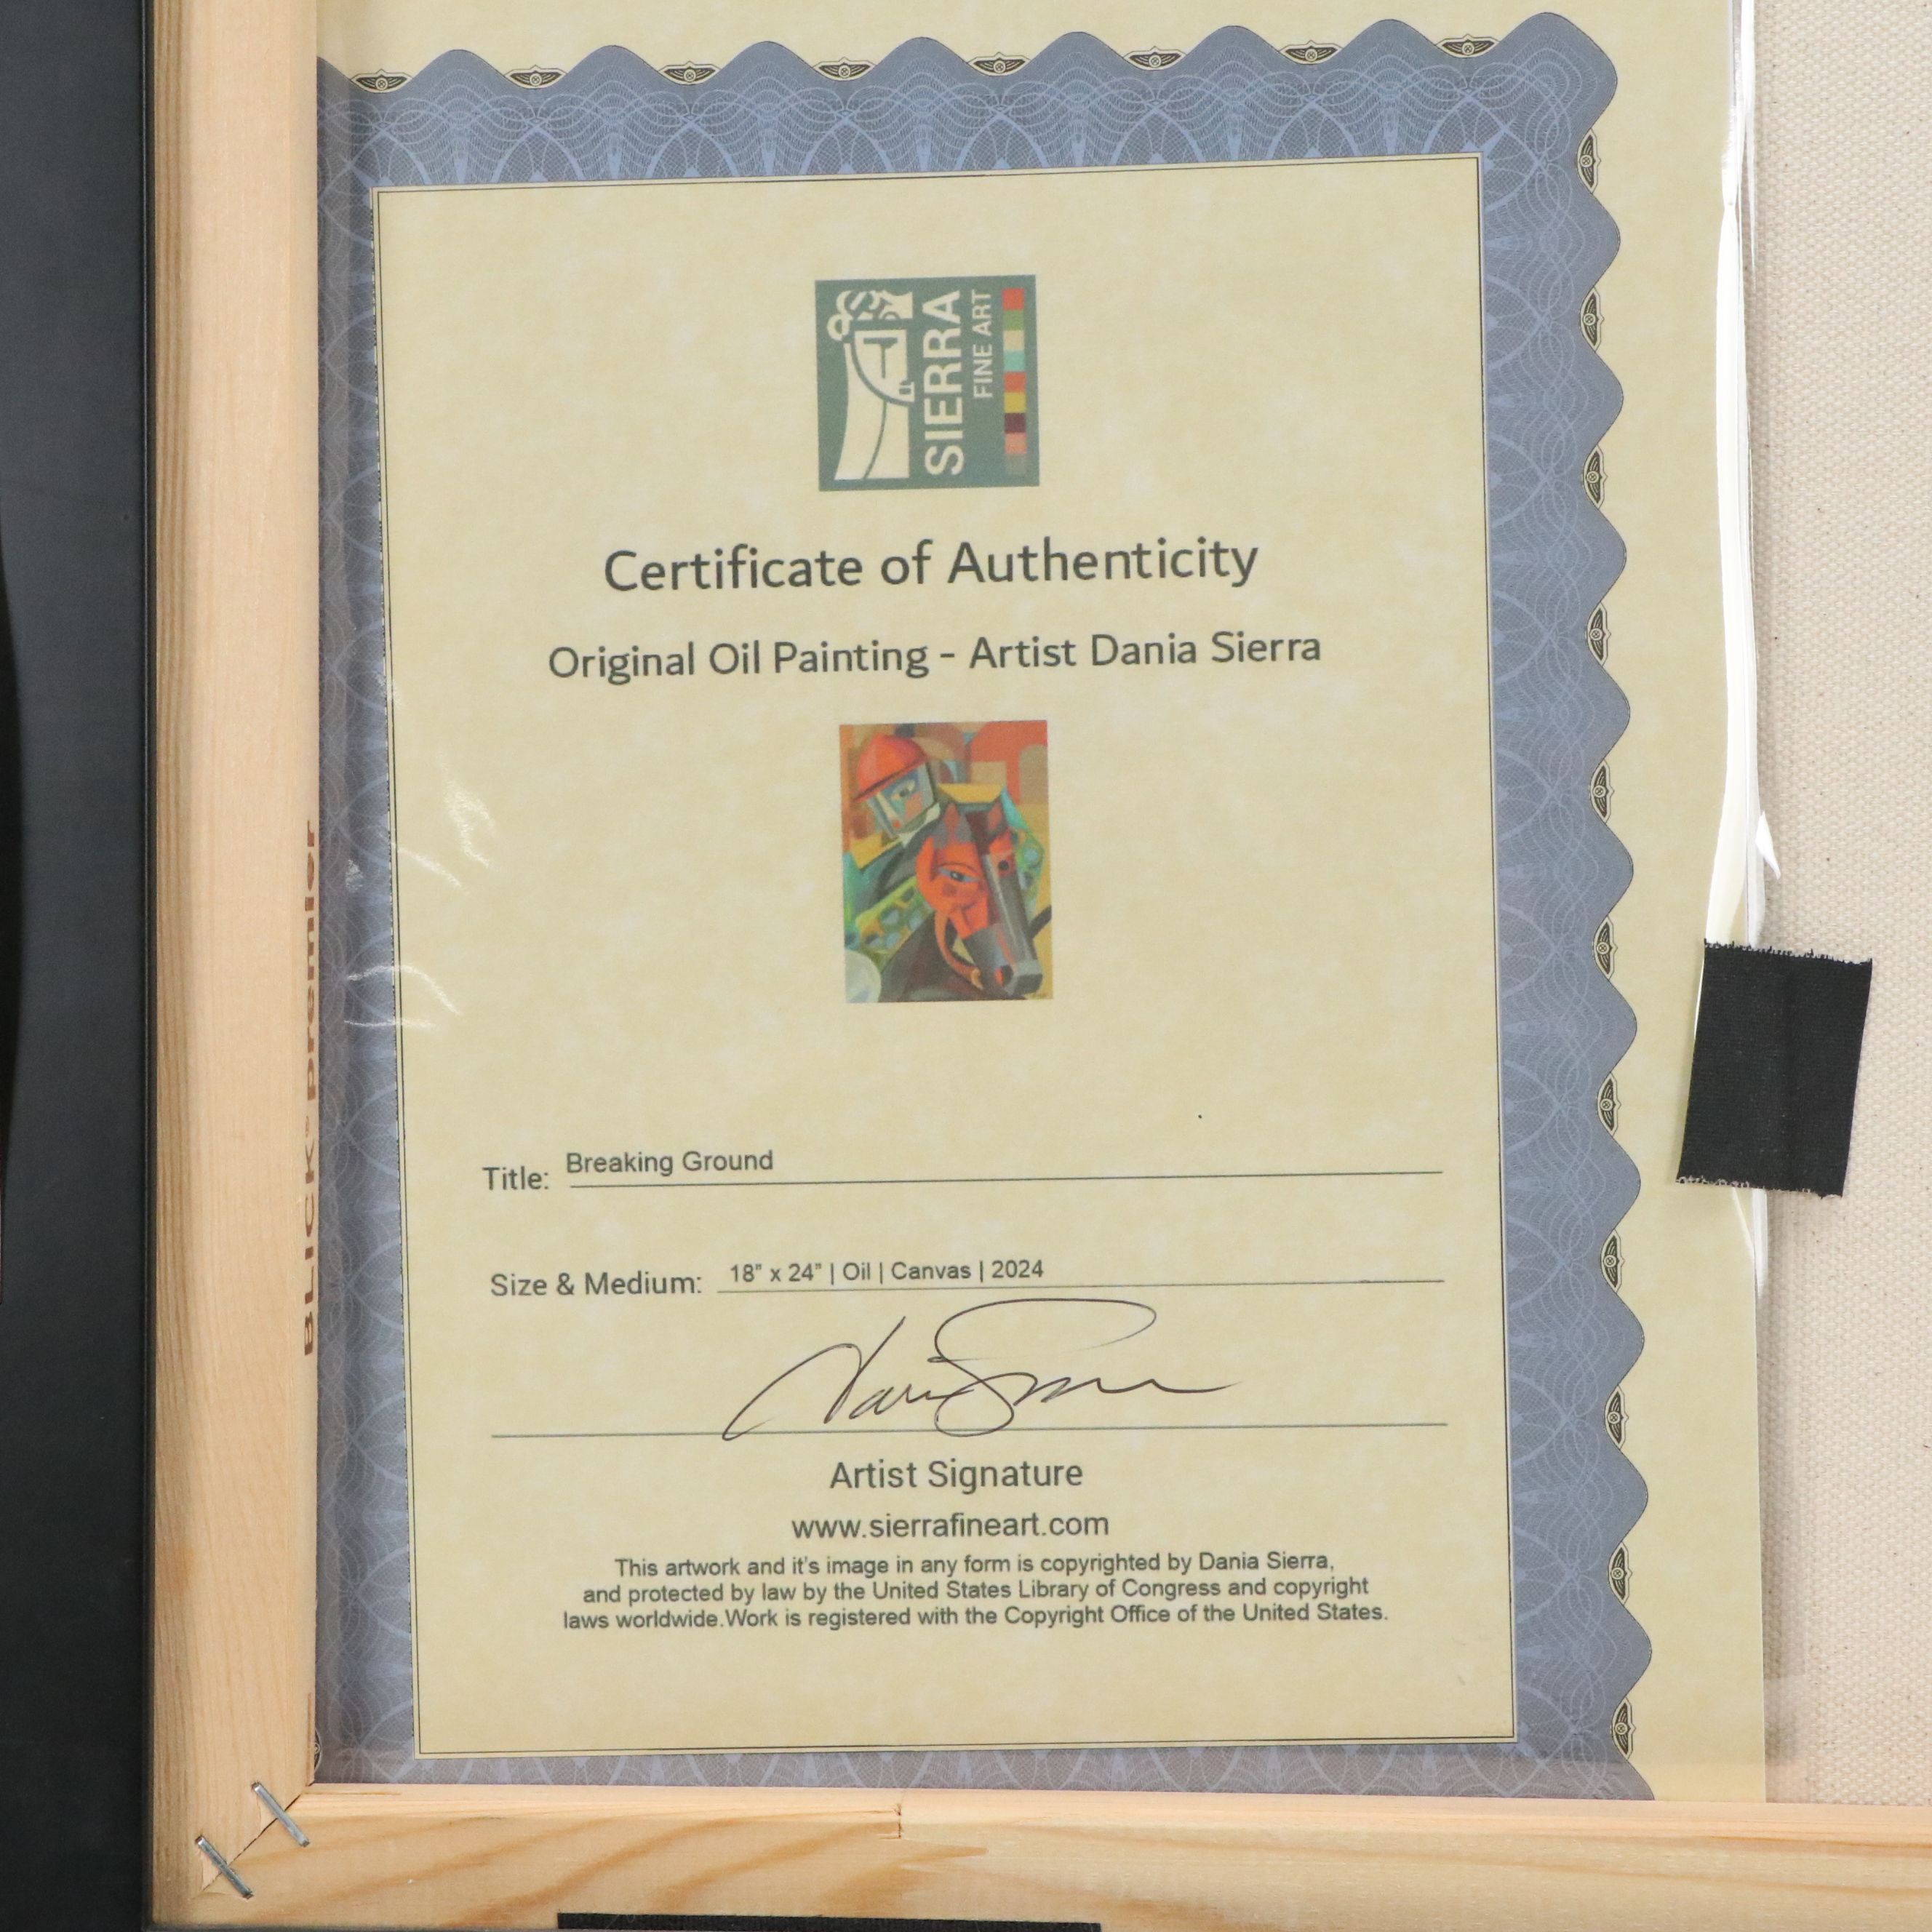 SIERRA
FINE ART
Certificate of Authenticity
Original Oil Painting - Artist Dania Sierra
Title: Breaking Ground
Size & Medium: 18" x 24" | Oil | Canvas | 2024
Dania Sierra
Artist Signature
www.sierrafineart.com
This artwork and it's image in any form is copyrighted by Dania Sierra,
and protected by law by the United States Library of Congress and copyright
laws worldwide.Work is registered with the Copyright Office of the United States.
BLICK® premier